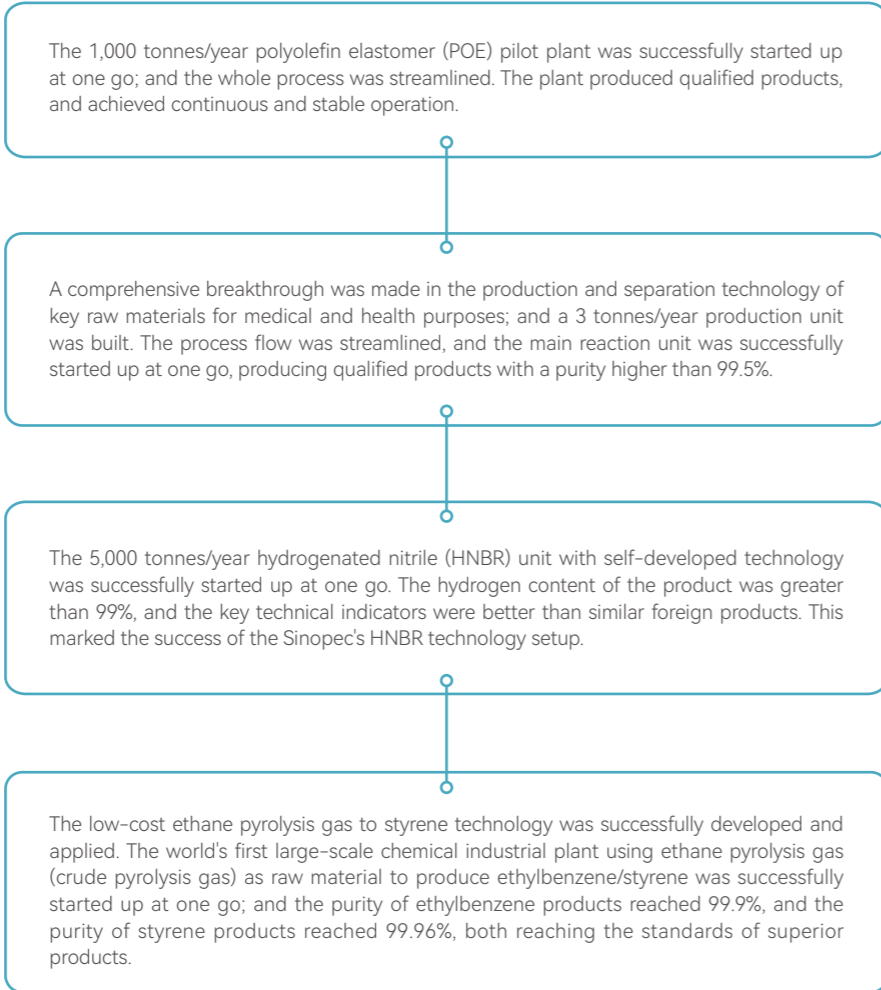 The 1,000 tonnes/year polyolefin elastomer (POE) pilot plant was successfully started up
at one go; and the whole process was streamlined. The plant produced qualified products,
and achieved continuous and stable operation.
A comprehensive breakthrough was made in the production and separation technology of
key raw materials for medical and health purposes; and a 3 tonnes/year production unit
was built. The process flow was streamlined, and the main reaction unit was successfully
started up at one go, producing qualified products with a purity higher than 99.5%.
The 5,000 tonnes/year hydrogenated nitrile (HNBR) unit with self-developed technology
was successfully started up at one go. The hydrogen content of the product was greater
than 99%, and the key technical indicators were better than similar foreign products. This
marked the success of the Sinopec's HNBR technology setup.
The low-cost ethane pyrolysis gas to styrene technology was successfully developed and
applied. The world's first large-scale chemical industrial plant using ethane pyrolysis gas
(crude pyrolysis gas) as raw material to produce ethylbenzene/styrene was successfully
started up at one go; and the purity of ethylbenzene products reached 99.9%, and the
purity of styrene products reached 99.96%, both reaching the standards of superior
products.